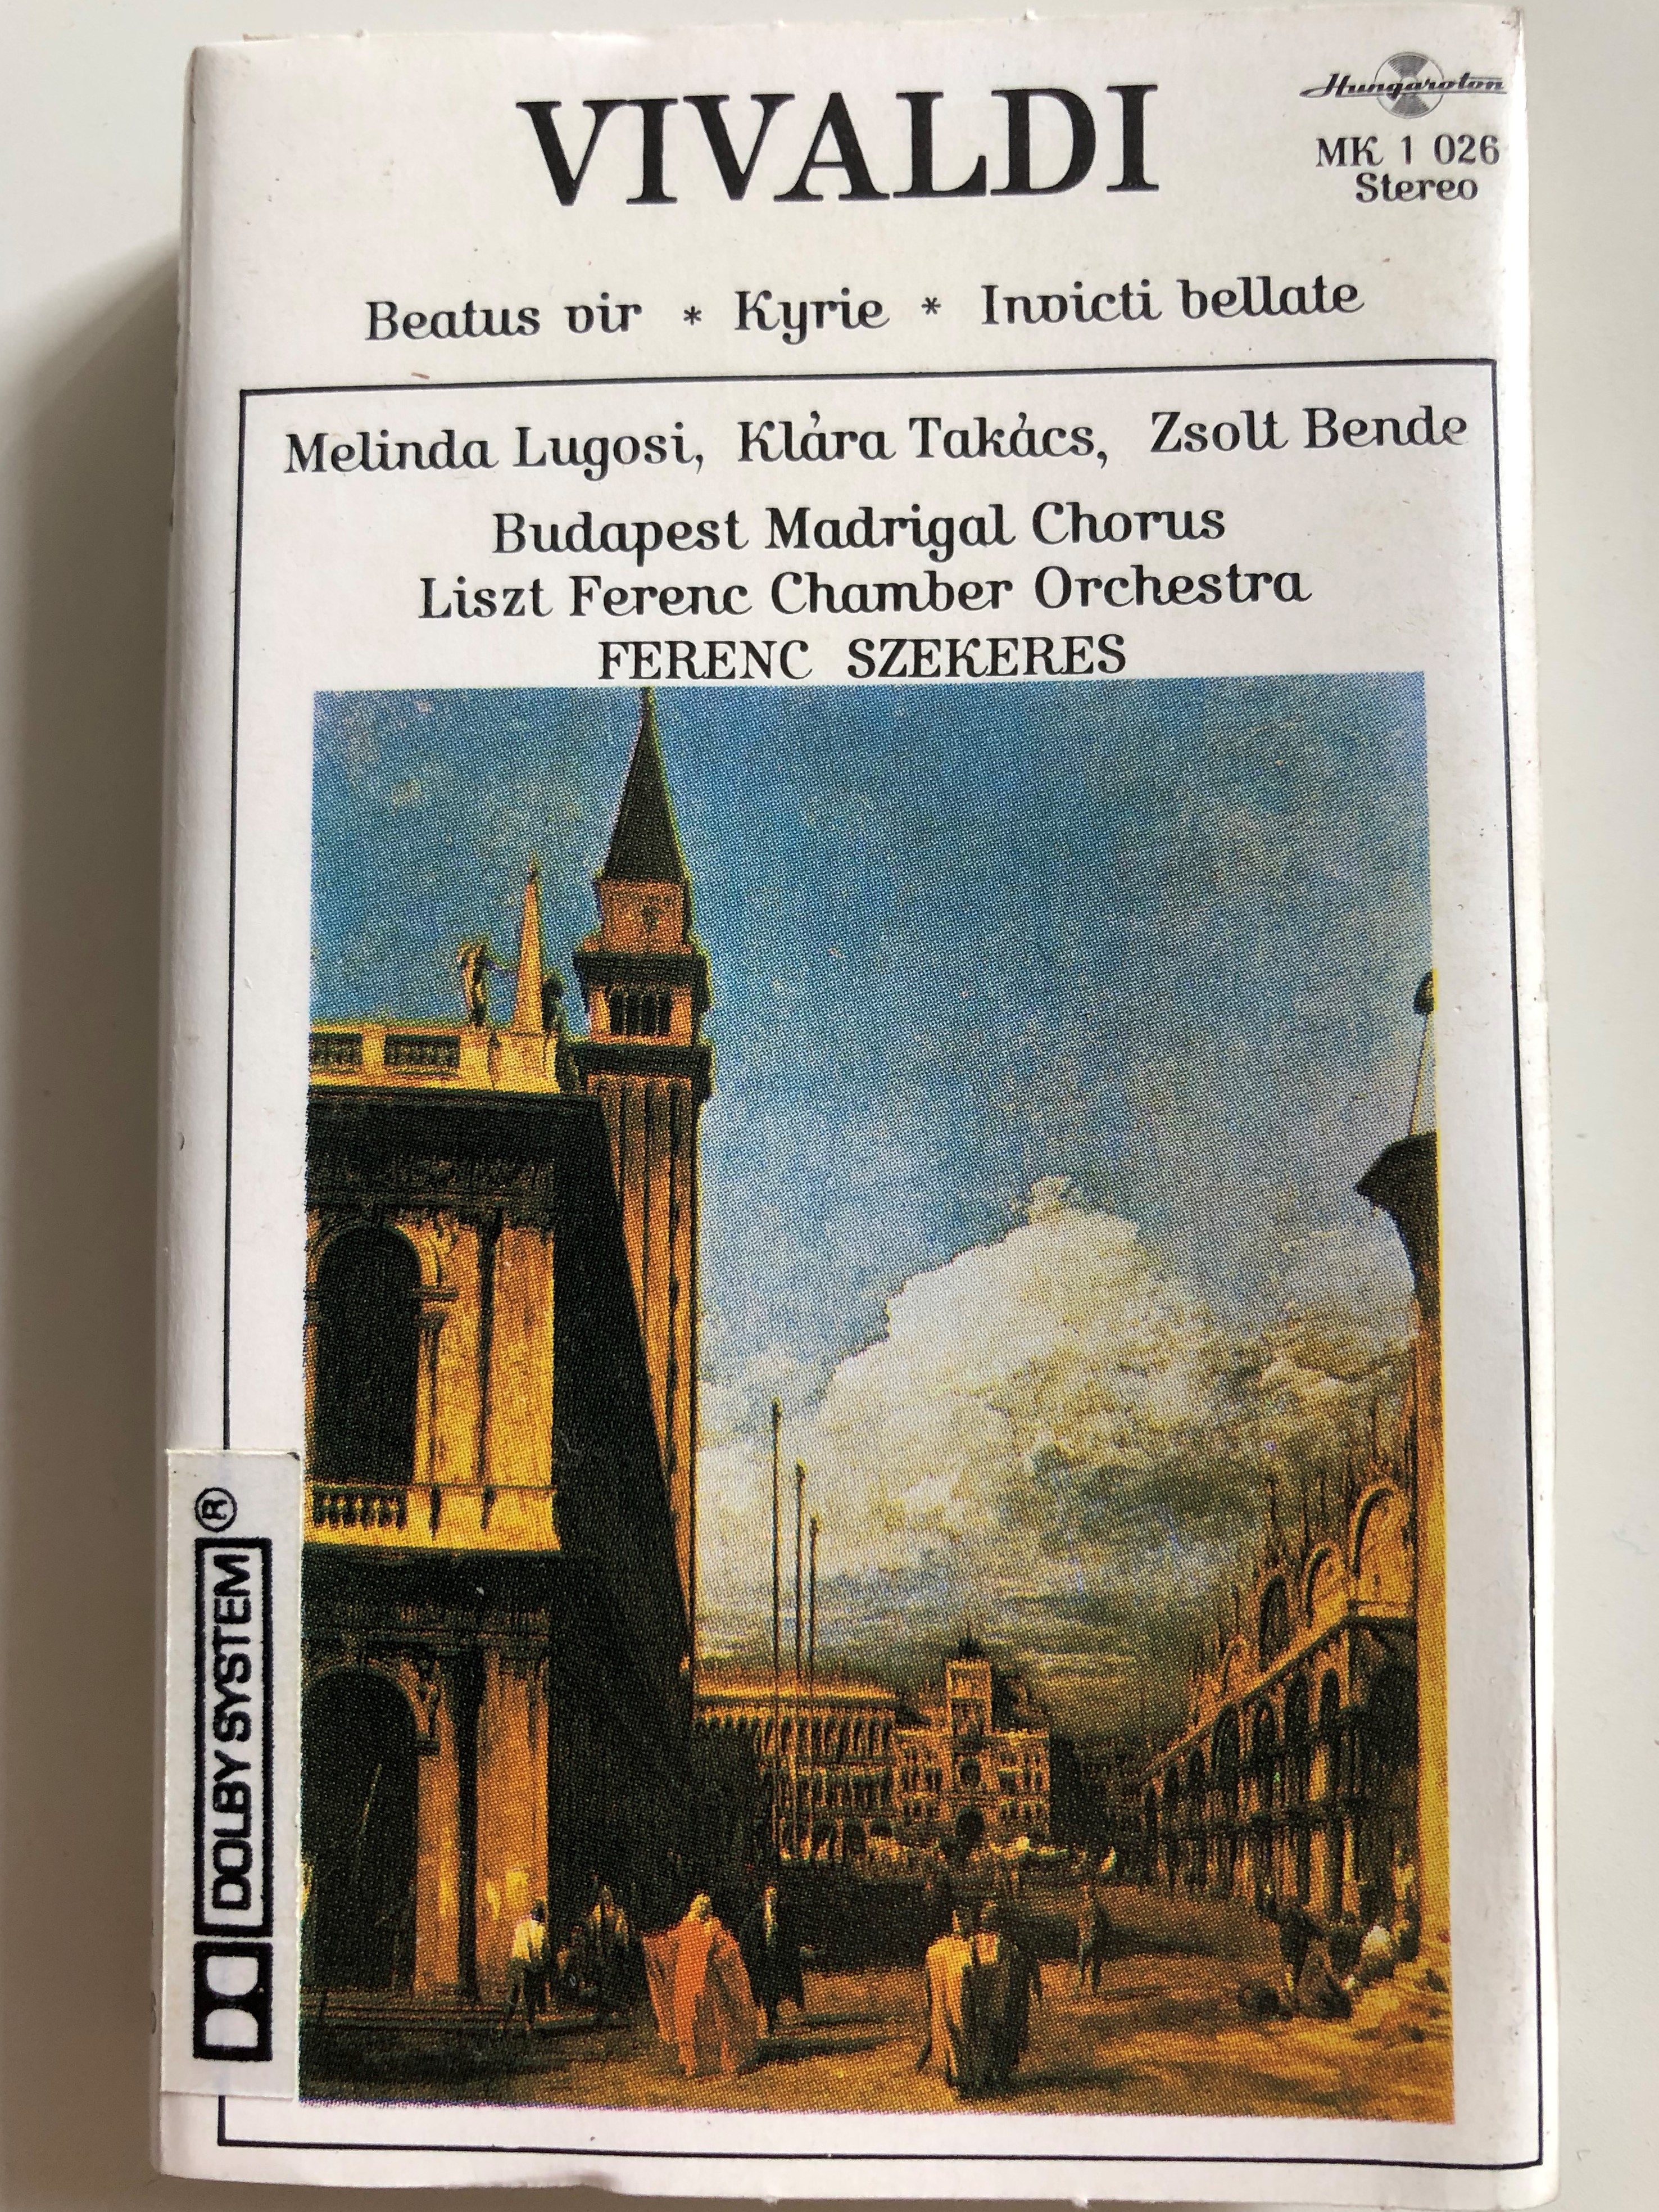 VIVALDI
Hungaroton
MK 1 026
Stereo
Beatus vir * Kyrie * Invicti bellate
Melinda Lugosi, Klára Takács, Zsolt Bende
Budapest Madrigal Chorus
Liszt Ferenc Chamber Orchestra
FERENC SZEKERES
DOLBY SYSTEM®